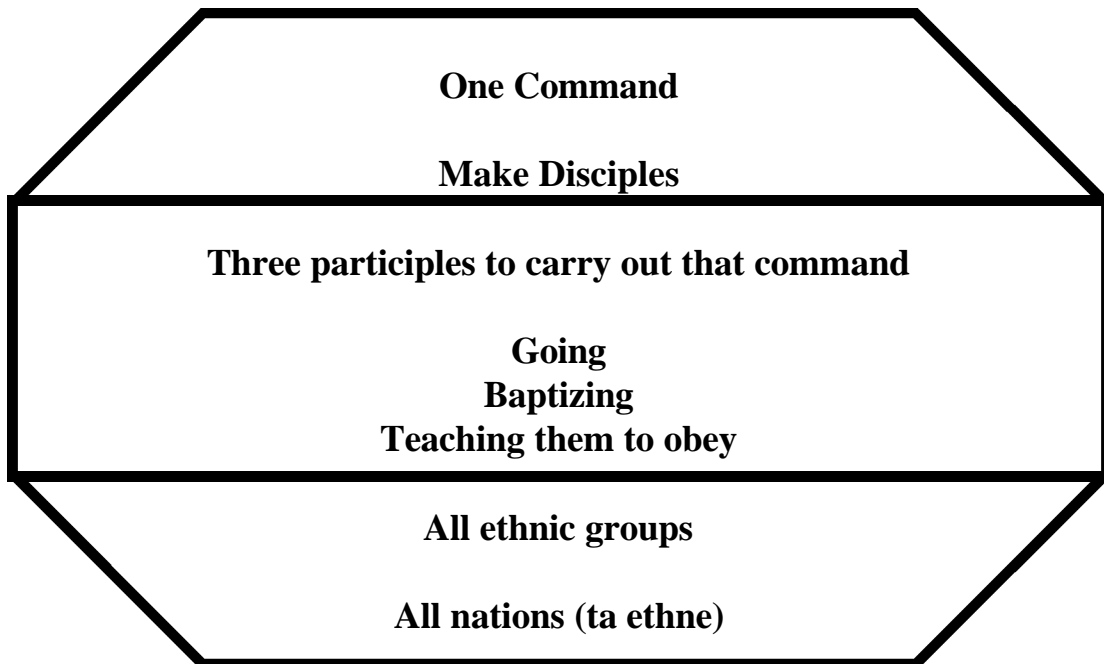 One Command
Make Disciples
Three participles to carry out that command
Going
Baptizing
Teaching them to obey
All ethnic groups
All nations (ta ethne)